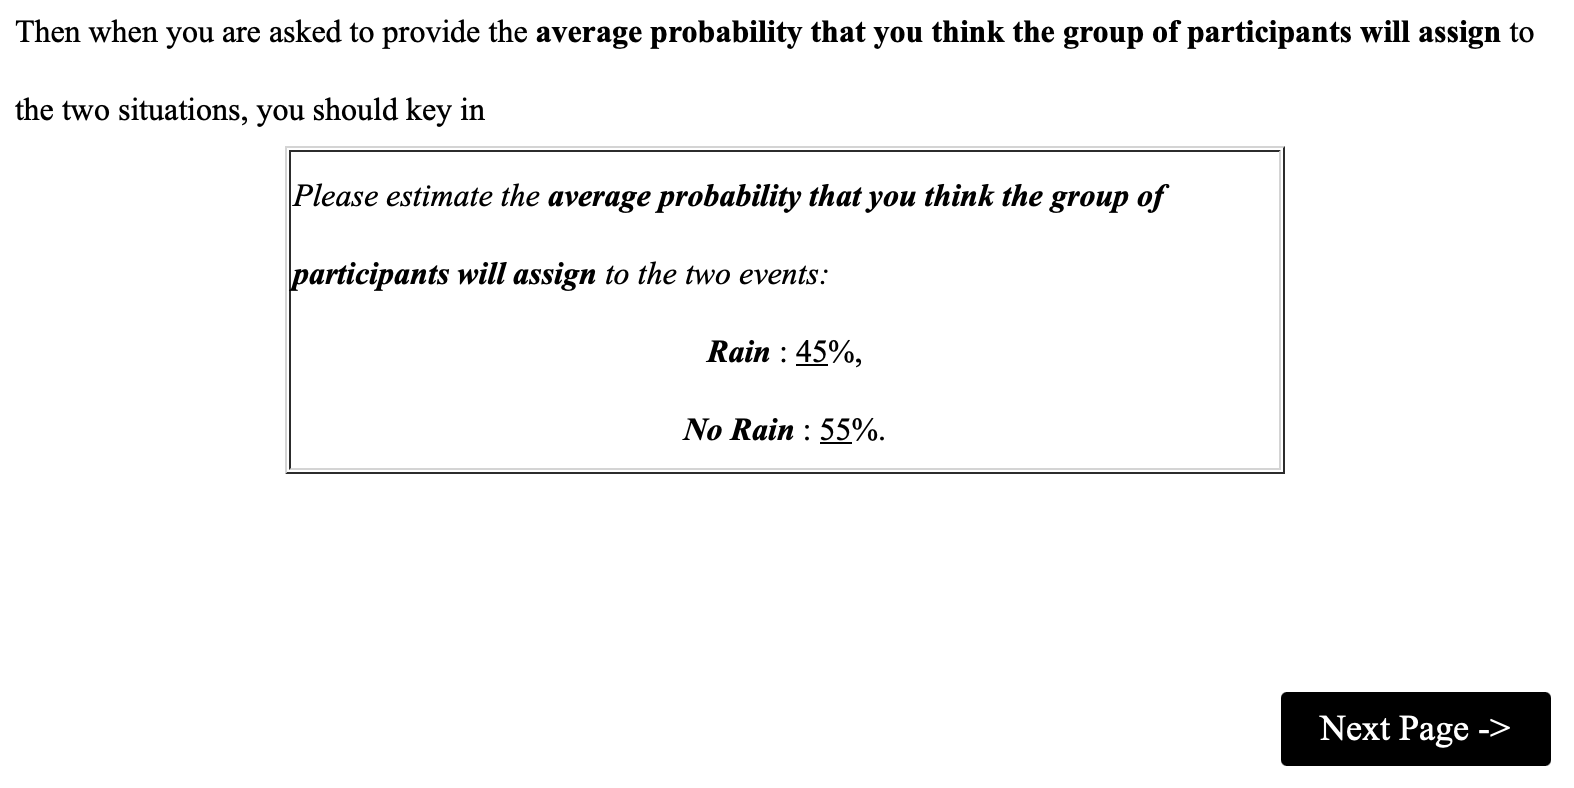 Then when you are asked to provide the average probability that you think the group of participants will assign to
the two situations, you should key in
Please estimate the average probability that you think the group of
participants will assign to the two events:
Rain : 45%,
No Rain : 55%.
Next Page ->